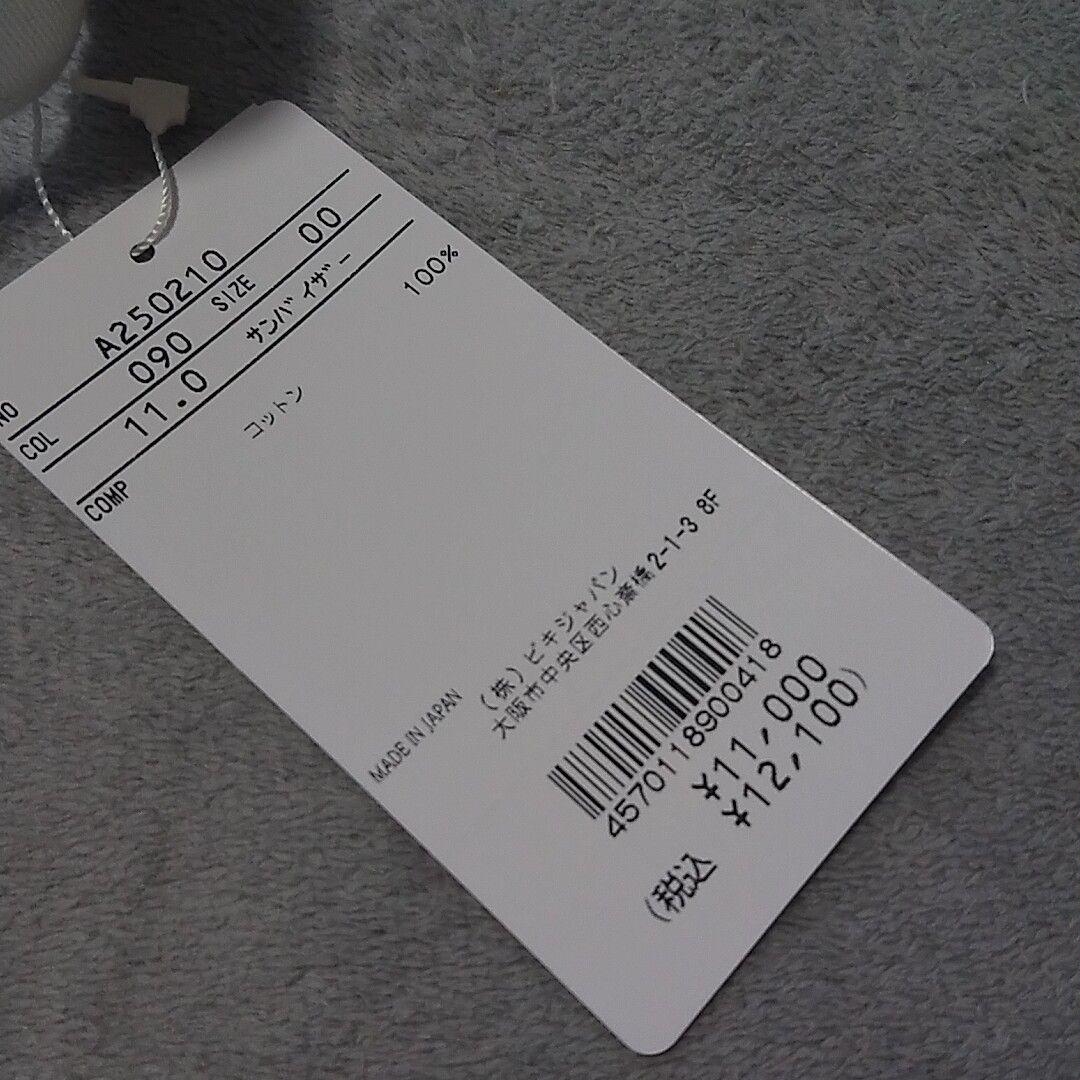 NO A250210
COL 090 SIZE 00
11.0 サンバイザー
COMP
コットン 100%
MADE IN JAPAN
(株)ビキジャパン
大阪市中央区西心斎橋2-1-3 8F
4570118900418
¥11,000
(税込 ¥12,100)